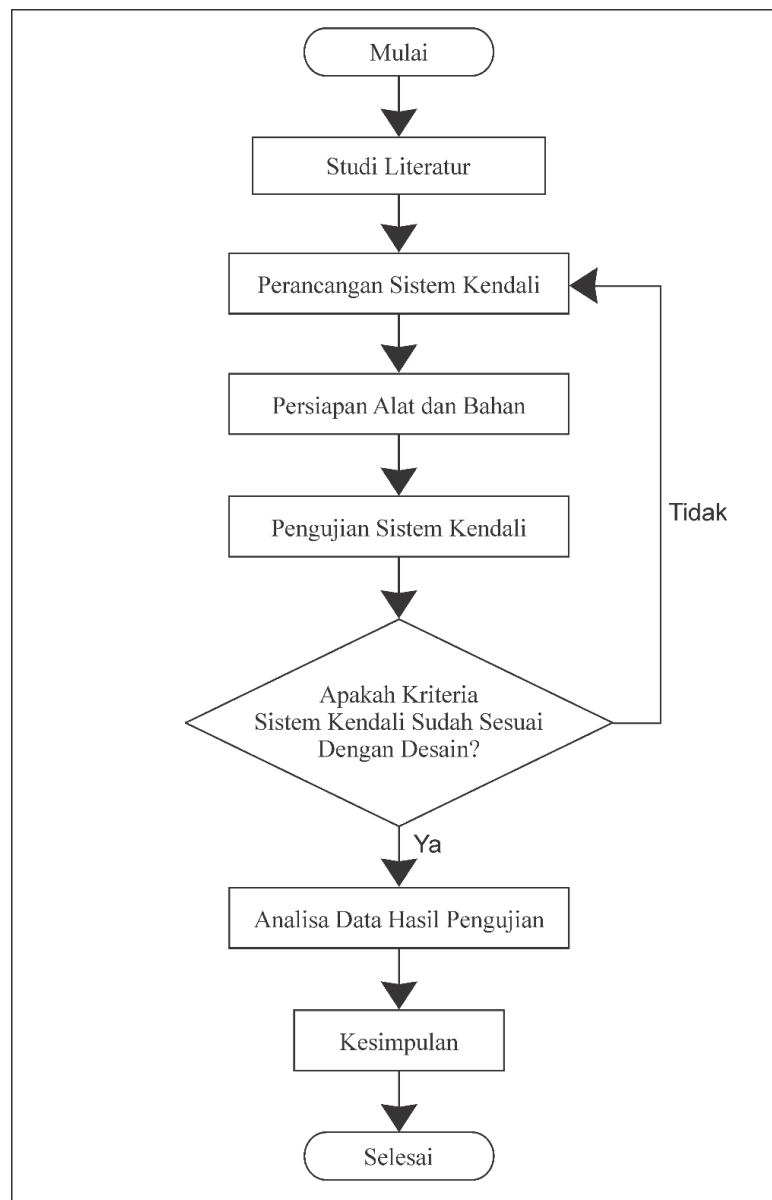 Mulai
Studi Literatur
Perancangan Sistem Kendali
Persiapan Alat dan Bahan
Pengujian Sistem Kendali
Tidak
Apakah Kriteria
Sistem Kendali Sudah Sesuai
Dengan Desain?
Ya
Analisa Data Hasil Pengujian
Kesimpulan
Selesai